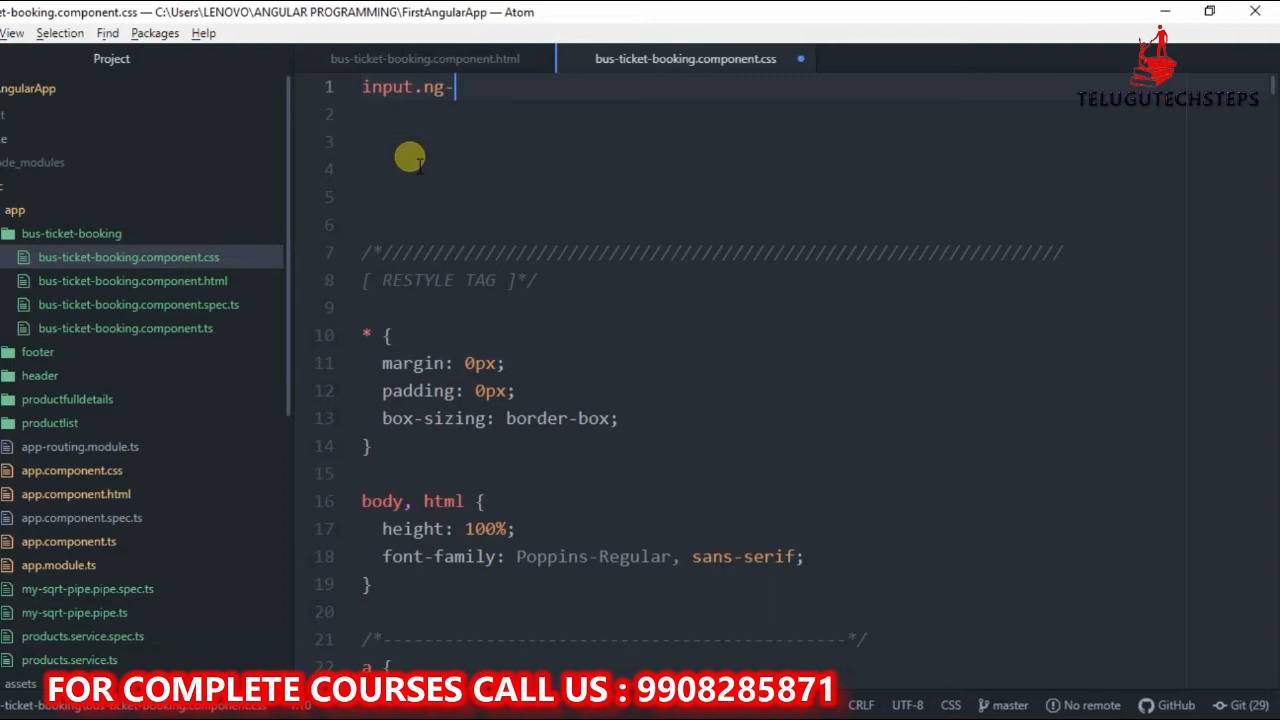 et-booking.component.css — C:\Users\LENOVO\ANGULAR PROGRAMMING\FirstAngularApp — Atom
View Selection Find Packages Help
Project
bus-ticket-booking.component.html
bus-ticket-booking.component.css
TELUGUTECHSTEPS
ngularApp
t
e
ode_modules
c
app
bus-ticket-booking
bus-ticket-booking.component.css
bus-ticket-booking.component.html
bus-ticket-booking.component.spec.ts
bus-ticket-booking.component.ts
footer
header
productfulldetails
productlist
app-routing.module.ts
app.component.css
app.component.html
app.component.spec.ts
app.component.ts
app.module.ts
my-sqrt-pipe.pipe.spec.ts
my-sqrt-pipe.pipe.ts
products.service.spec.ts
products.service.ts
assets
1 input.ng-
2
3
4
5
6
7 /*//////////////////////////////////////////////////////////////////
8 [ RESTYLE TAG ]*/
9
10 * {
11 margin: 0px;
12 padding: 0px;
13 box-sizing: border-box;
14 }
15
16 body, html {
17 height: 100%;
18 font-family: Poppins-Regular, sans-serif;
19 }
20
21 /*---------------------------------------------*/
22 a {
FOR COMPLETE COURSES CALL US : 9908285871
1:10
CRLF UTF-8 CSS master No remote GitHub Git (29)